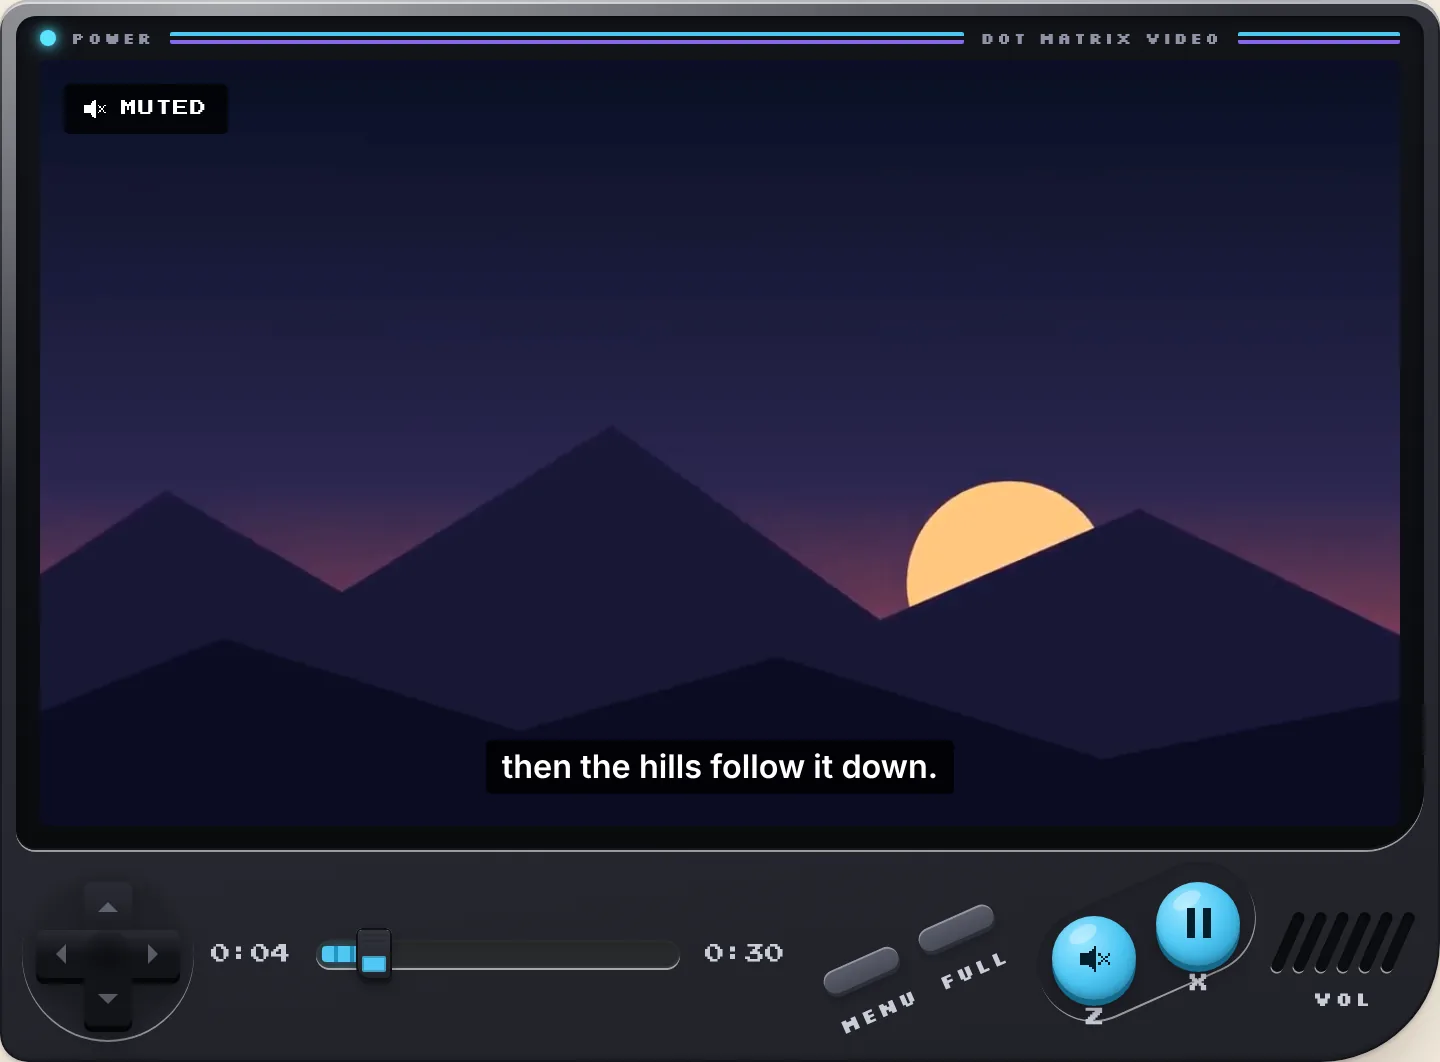 POWER
DOT MATRIX VIDEO
MUTED
then the hills follow it down.
0:04
0:30
MENU
FULL
Z
X
VOL